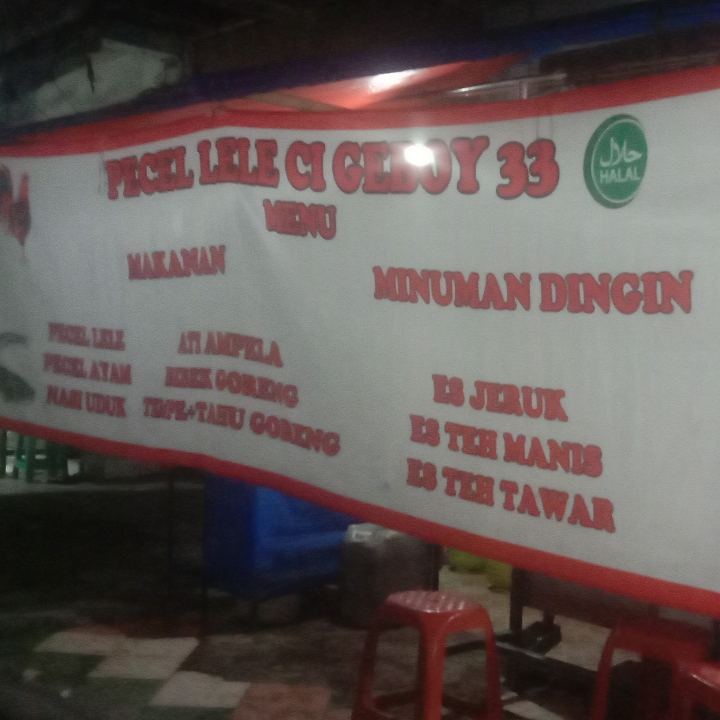 PECEL LELE CI GEBOY 33
حلال
HALAL
MENU
MAKANAN
PECEL LELE
PECEL AYAM
NASI UDUK
ATI AMPELA
BEBEK GORENG
TEMPE+TAHU GORENG
MINUMAN DINGIN
ES JERUK
ES TEH MANIS
ES TEH TAWAR